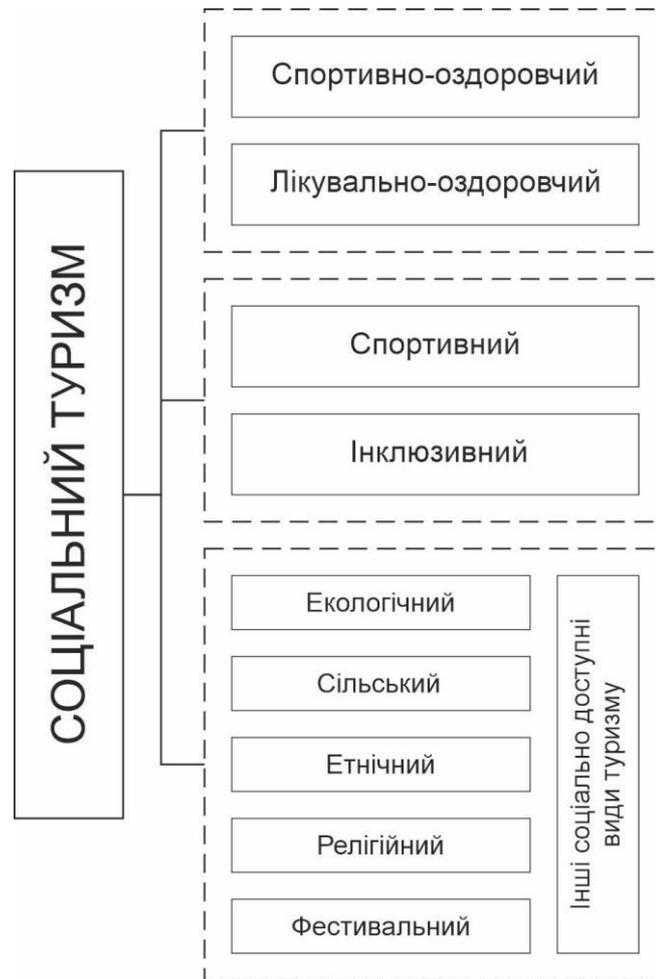 СОЦІАЛЬНИЙ ТУРИЗМ
Спортивно-оздоровчий
Лікувально-оздоровчий
Спортивний
Інклюзивний
Екологічний
Сільський
Етнічний
Релігійний
Фестивальний
Інші соціально доступні
види туризму